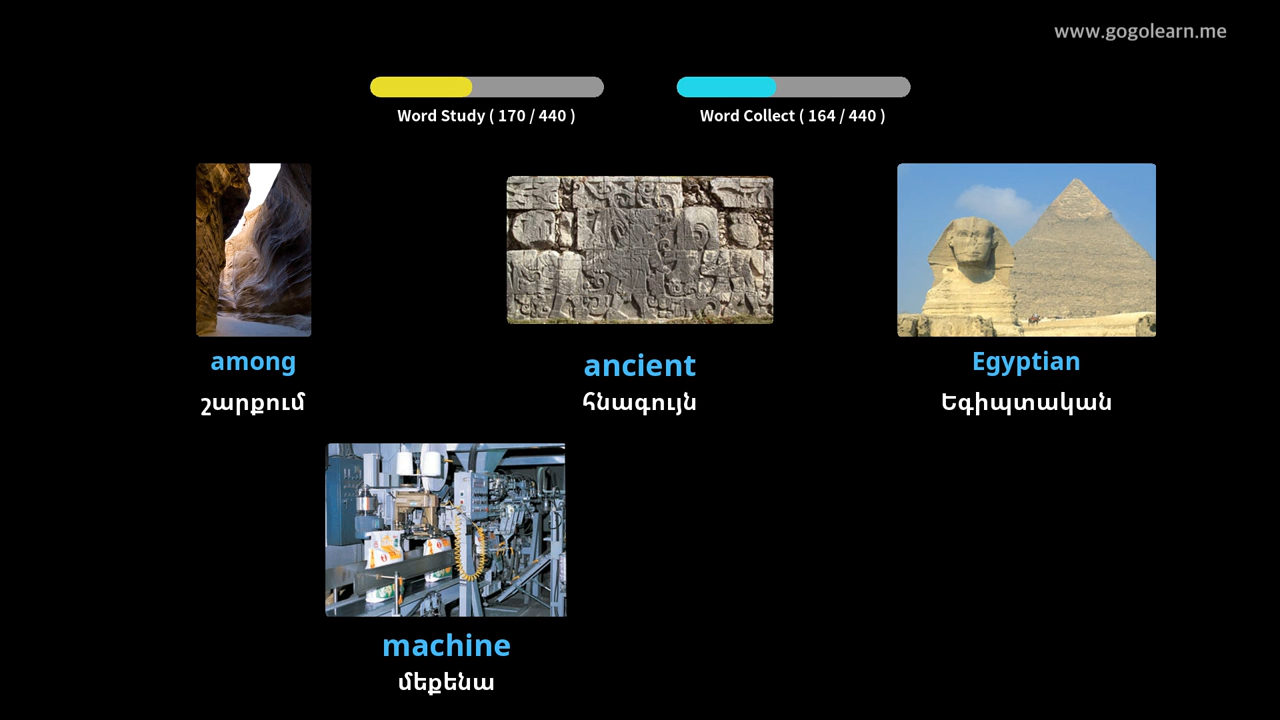 www.gogolearn.me
Word Study ( 170 / 440 )
Word Collect ( 164 / 440 )
among
շարքում
ancient
հնագույն
Egyptian
Եգիպտական
machine
մեքենա